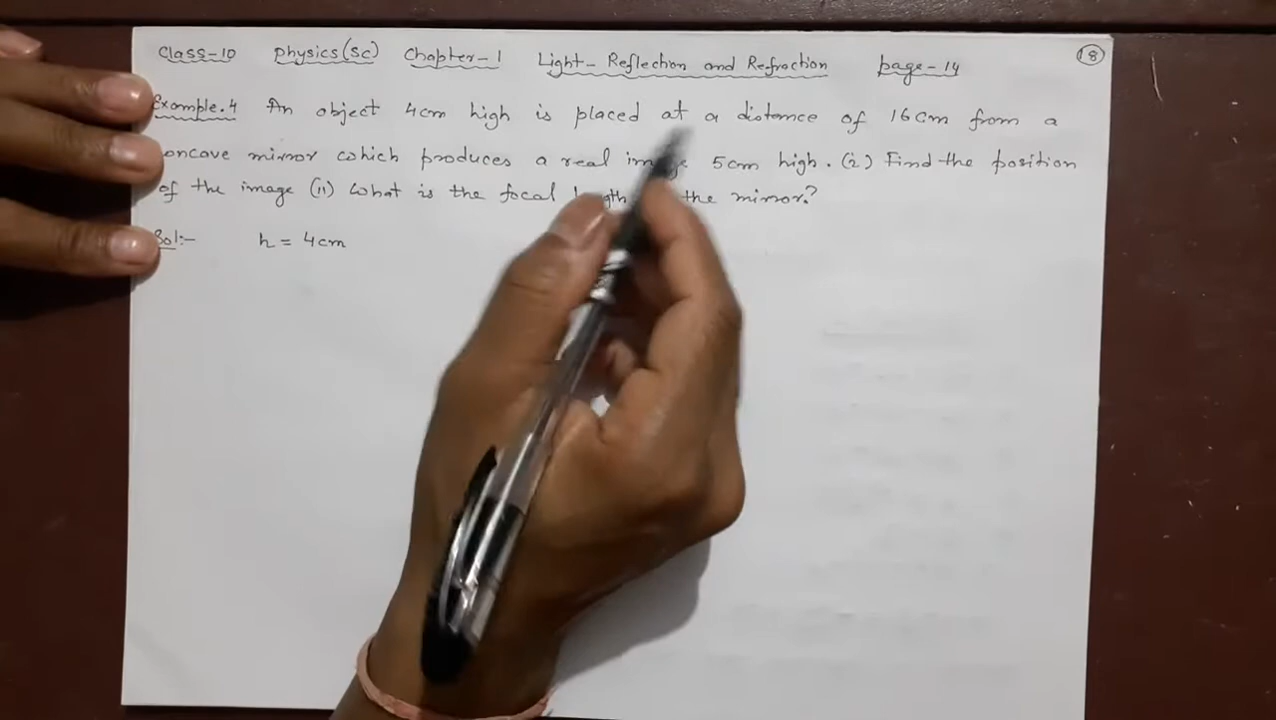 Class-10 Physics(SC) Chapter-1 Light-Reflection and Refraction page-14 18
Example.4 An object 4cm high is placed at a distance of 16cm from a
oncave mirror which produces a real image 5cm high. (i) Find the position
of the image (ii) What is the focal the mirror?
Sol:- h = 4cm